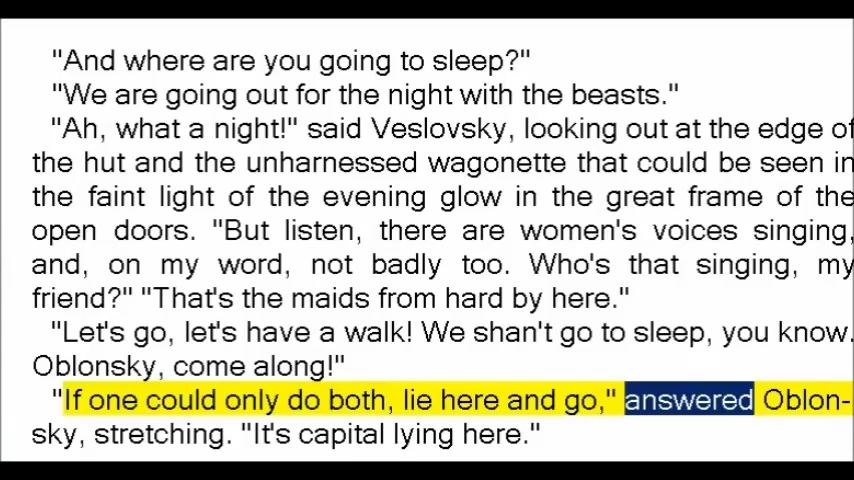 "And where are you going to sleep?"
"We are going out for the night with the beasts."
"Ah, what a night!" said Veslovsky, looking out at the edge of
the hut and the unharnessed wagonette that could be seen in
the faint light of the evening glow in the great frame of the
open doors. "But listen, there are women's voices singing,
and, on my word, not badly too. Who's that singing, my
friend?" "That's the maids from hard by here."
"Let's go, let's have a walk! We shan't go to sleep, you know.
Oblonsky, come along!"
"If one could only do both, lie here and go," answered Oblon-
sky, stretching. "It's capital lying here."